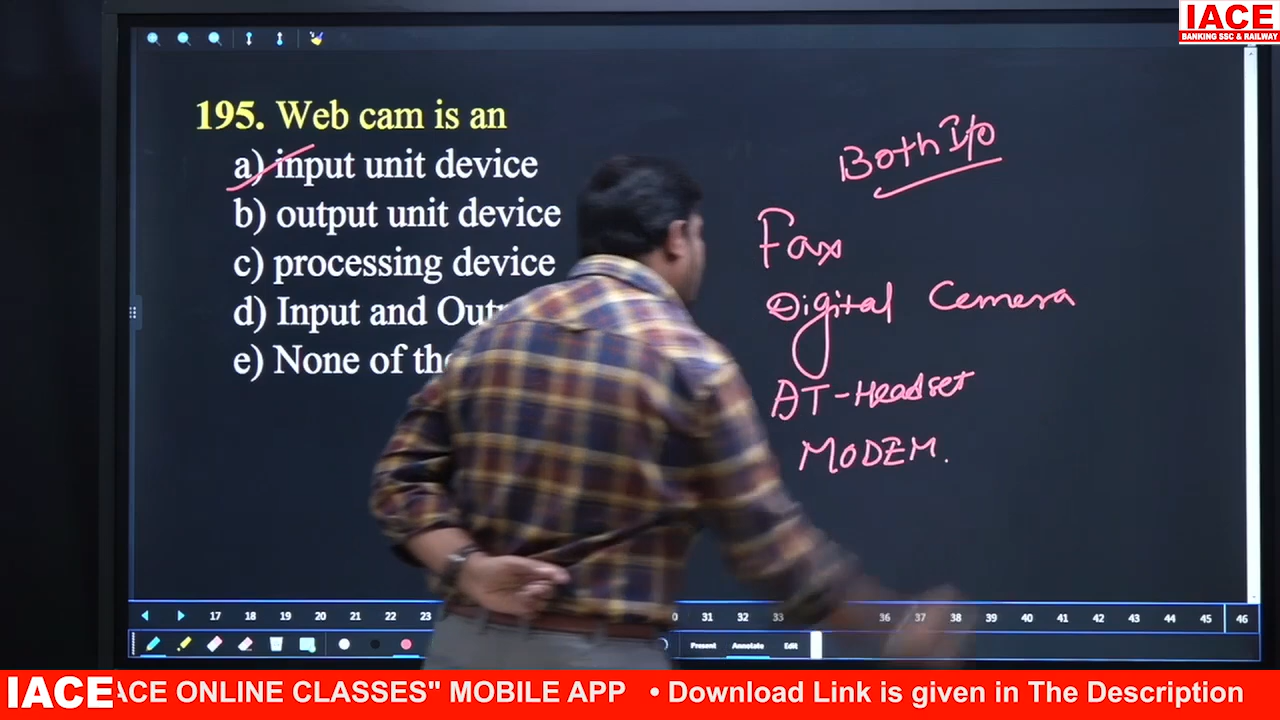 IACE
BANKING SSC & RAILWAY
195. Web cam is an
a) input unit device
b) output unit device
c) processing device
d) Input and Out
e) None of the
Both I/o
Fax
Digital Cemera
BT-Headset
MODEM.
17 18 19 20 21 22 23 31 32 33 36 37 38 39 40 41 42 43 44 45 46
Present Annotate Edit
IACE ACE ONLINE CLASSES" MOBILE APP • Download Link is given in The Description